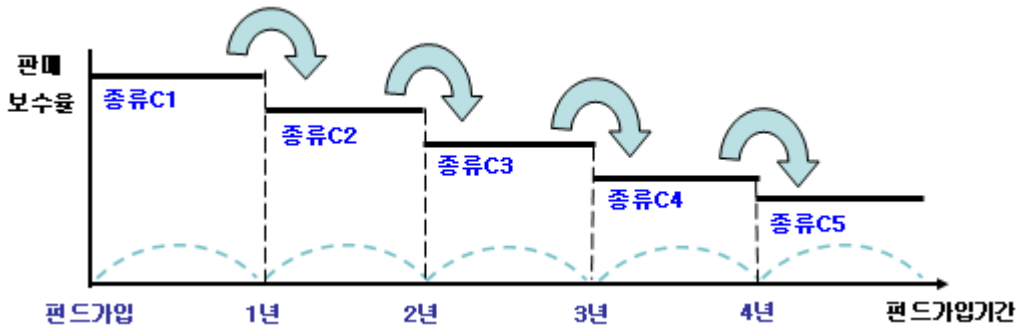 판매
보수율
종류C1
종류C2
종류C3
종류C4
종류C5
펀드가입
1년
2년
3년
4년
펀드가입기간